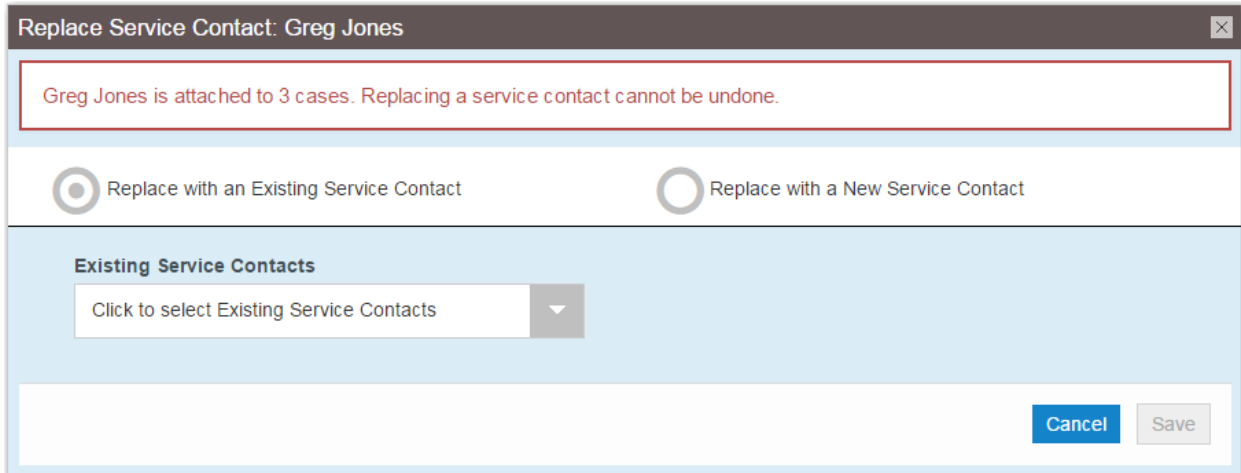 Replace Service Contact: Greg Jones
Greg Jones is attached to 3 cases. Replacing a service contact cannot be undone.
Replace with an Existing Service Contact
Replace with a New Service Contact
Existing Service Contacts
Click to select Existing Service Contacts
Cancel
Save